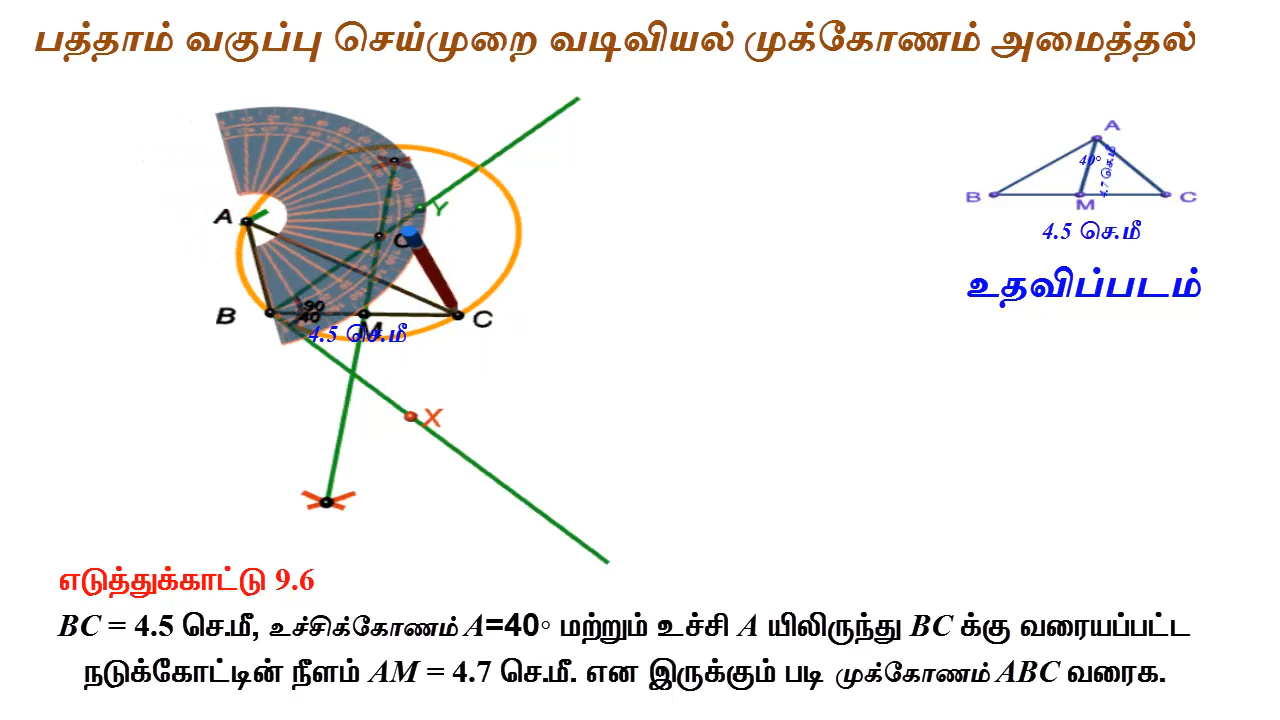 பத்தாம் வகுப்பு செய்முறை வடிவியல் முக்கோணம் அமைத்தல்
A
B
C
M
Y
X
90
40
4.5 செ.மீ
A
40°
4.7 செ.மீ
B
M
C
4.5 செ.மீ
உதவிப்படம்
எடுத்துக்காட்டு 9.6
BC = 4.5 செ.மீ, உச்சிக்கோணம் A=40° மற்றும் உச்சி A யிலிருந்து BC க்கு வரையப்பட்ட
நடுக்கோட்டின் நீளம் AM = 4.7 செ.மீ. என இருக்கும் படி முக்கோணம் ABC வரைக.